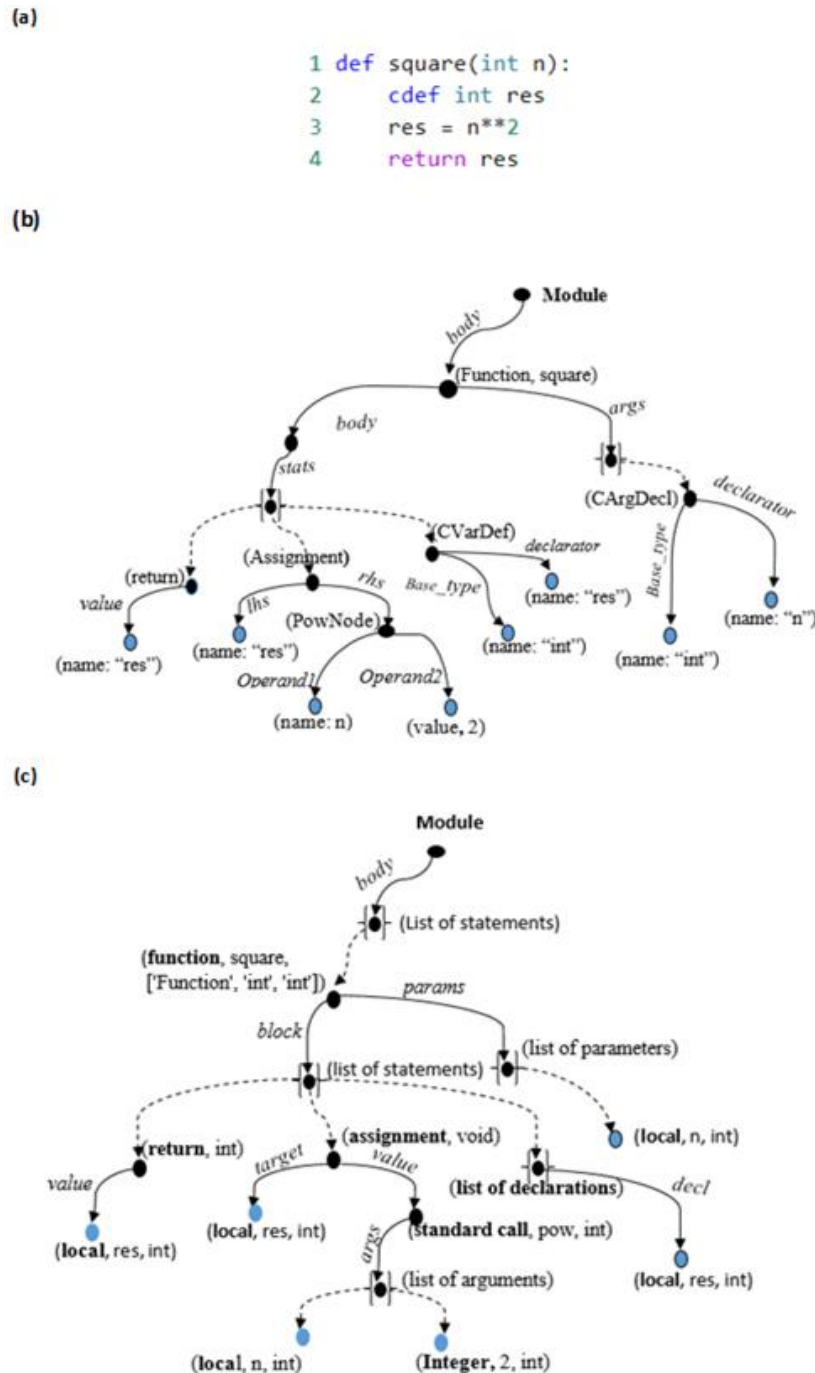 (a)
1 def square(int n):
2 cdef int res
3 res = n**2
4 return res
(b)
Module
body
(Function, square)
body
args
stats
(CArgDecl)
declarator
(CVarDef)
(Assignment)
declarator
(return)
rhs
Base_type
Base_type
value
lhs
(name: "res")
(name: "n")
(PowNode)
(name: "res")
(name: "res")
(name: "int")
(name: "int")
Operand1
Operand2
(name: n)
(value, 2)
(c)
Module
body
(List of statements)
(function, square,
['Function', 'int', 'int'])
params
block
(list of parameters)
(list of statements)
(local, n, int)
(return, int)
(assignment, void)
value
target
value
(list of declarations)
decl
(local, res, int)
(local, res, int)
(standard call, pow, int)
args
(local, res, int)
(list of arguments)
(local, n, int)
(Integer, 2, int)